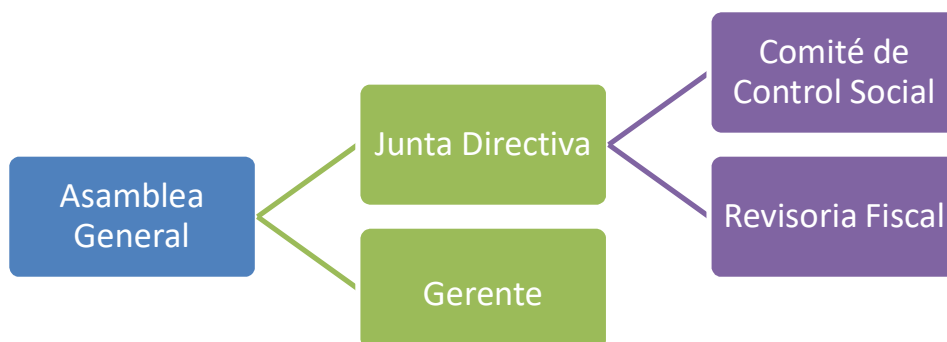 Asamblea
General
Junta Directiva
Gerente
Comité de
Control Social
Revisoria Fiscal